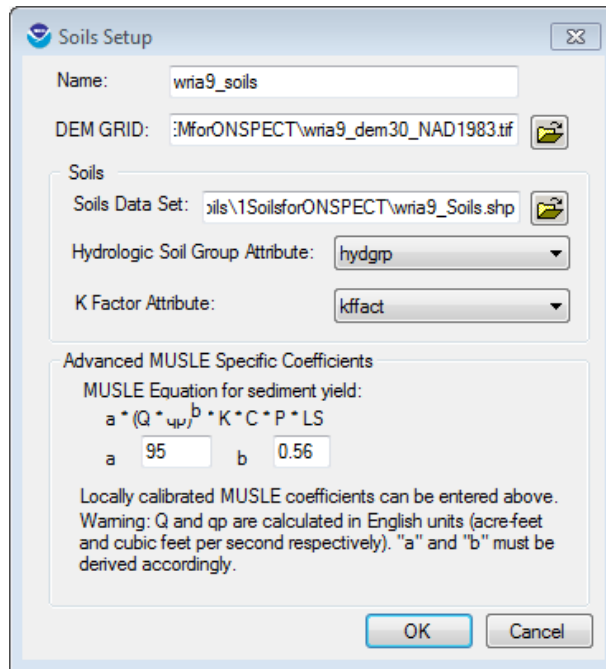 Soils Setup
Name: wria9_soils
DEM GRID: :MforONSPECT\wria9_dem30_NAD1983.tif
Soils
Soils Data Set: oils\1SoilsforONSPECT\wria9_Soils.shp
Hydrologic Soil Group Attribute: hydgrp
K Factor Attribute: kffact
Advanced MUSLE Specific Coefficients
MUSLE Equation for sediment yield:
a * (Q * qp)b * K * C * P * LS
a 95 b 0.56
Locally calibrated MUSLE coefficients can be entered above.
Warning: Q and qp are calculated in English units (acre-feet
and cubic feet per second respectively). "a" and "b" must be
derived accordingly.
OK Cancel